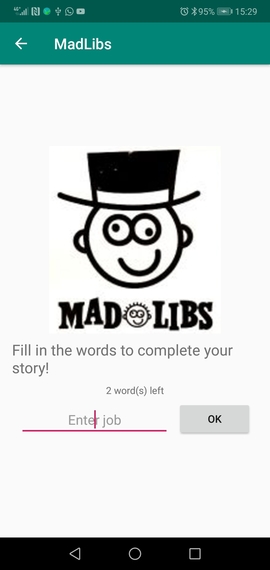 95% 15:29
MadLibs
MAD LIBS
Fill in the words to complete your
story!
2 word(s) left
Enter job
OK